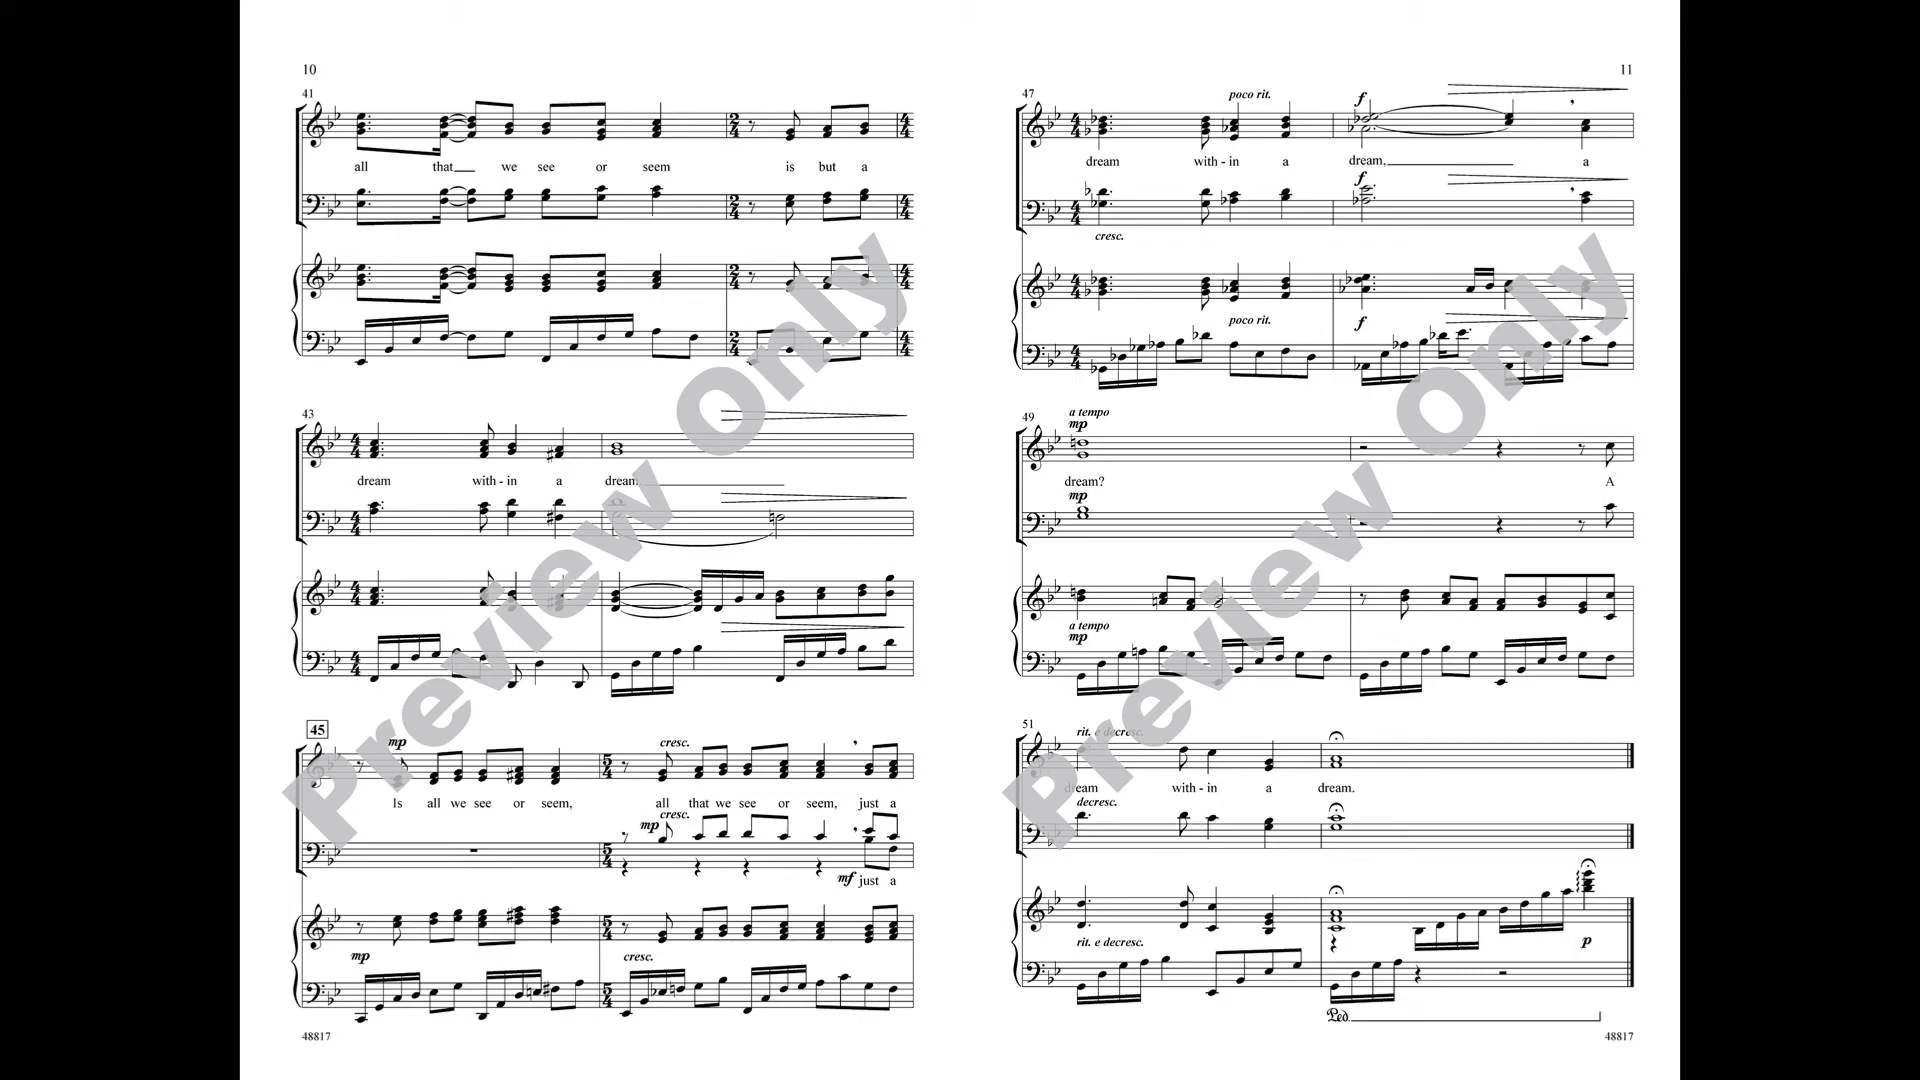 10
41
all that we see or seem is but a
43
dream with - in a dream.
45
mp cresc.
Is all we see or seem, all that we see or seem, just a
mp cresc.
mf just a
mp cresc.
48817
11
47
poco rit. f
dream with - in a dream, a
f
cresc.
poco rit. f
49
a tempo
mp
dream? A
mp
a tempo
mp
51
rit. e decresc.
dream with - in a dream.
decresc.
rit. e decresc. p
Ped.
48817
Preview Only
Preview Only